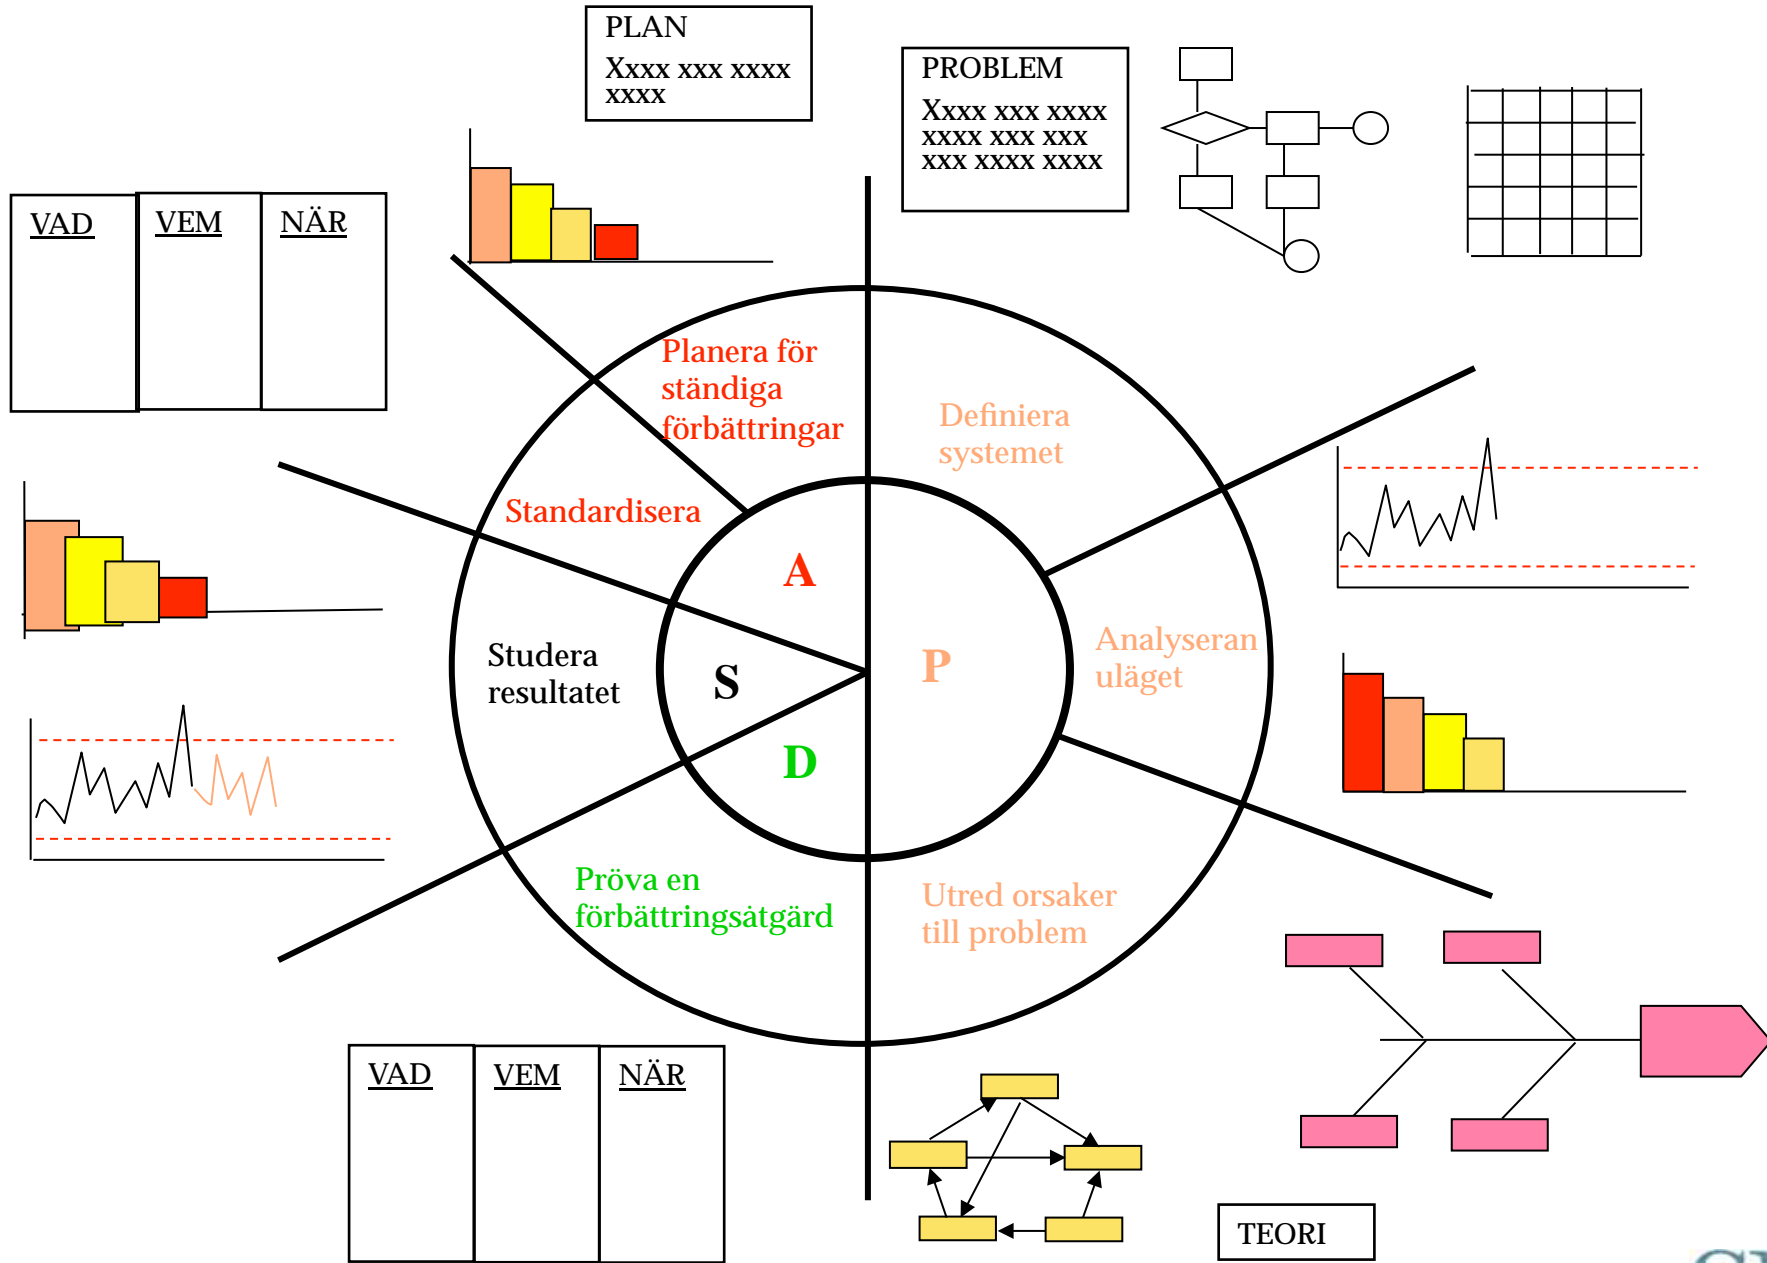 PLAN
Xxxx xxx xxxx
xxxx
PROBLEM
Xxxx xxx xxxx
xxxx xxx xxx
xxx xxxx xxxx
VAD
VEM
NÄR
Planera för
ständiga
förbättringar
Definiera
systemet
Standardisera
A
Studera
resultatet
S
P
Analyseran
uläget
D
Pröva en
förbättringsåtgärd
Utred orsaker
till problem
VAD
VEM
NÄR
TEORI